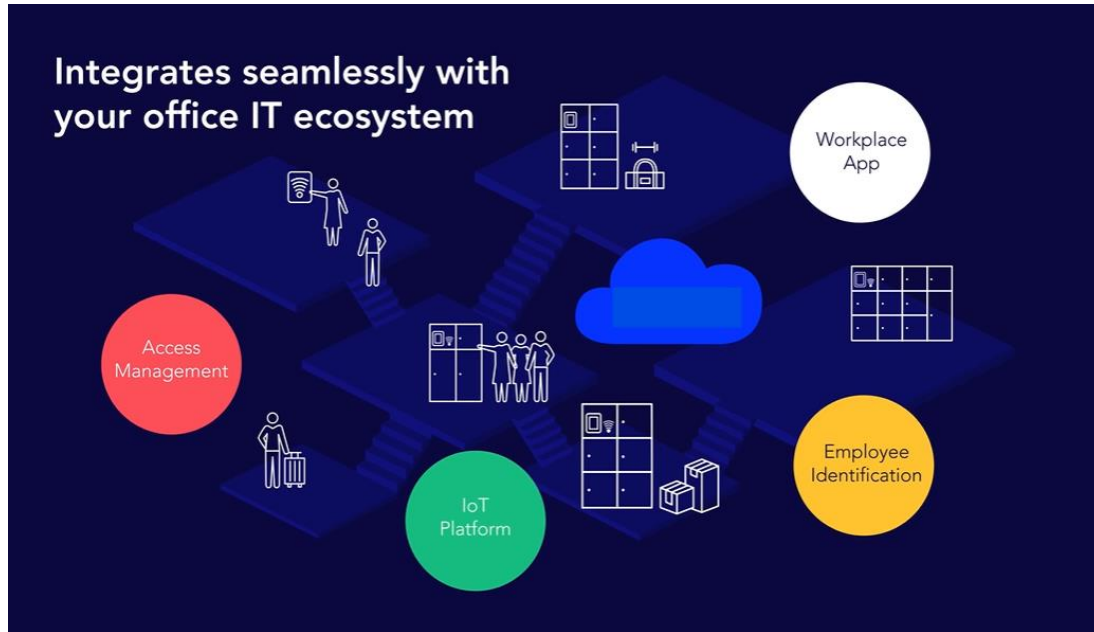 Integrates seamlessly with
your office IT ecosystem
Workplace
App
Access
Management
Employee
Identification
IoT
Platform